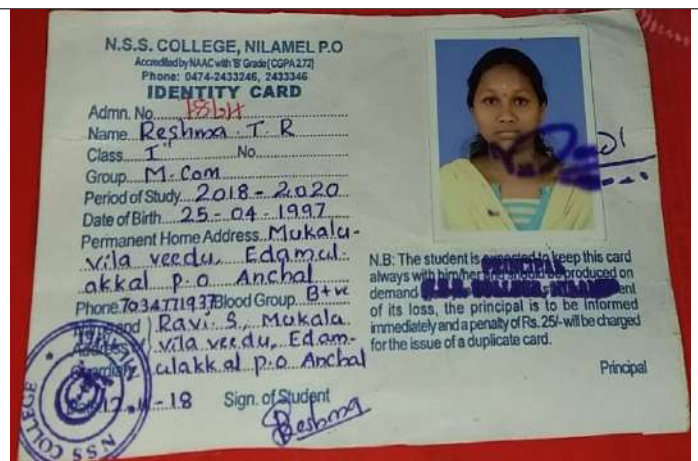 N.S.S. COLLEGE, NILAMEL P.O
Accredited by NAAC with 'B' Grade [CGPA 2.72]
Phone: 0474-2433246, 2433346
IDENTITY CARD
Admn. No.
Name Reshma. T. R
Class I No.
Group M. Com
Period of Study 2018 - 2020
Date of Birth 25 - 04 - 1997
Permanent Home Address Mukalu-
vila veedu, Edamul-
akkal P.O Anchal
Phone. 7034771937 Blood Group. B+ve
and Ravi. S, Mukalu
vila veedu, Edam-
ulakkal P.O Anchal
12 - 11 - 18 Sign. of Student
Reshma
NSS COLLEGE
N.B: The student is expected to keep this card
always with him/her and should be produced on
demand
of its loss, the principal is to be informed
immediately and a penalty of Rs. 25/- will be charged
for the issue of a duplicate card.
Principal